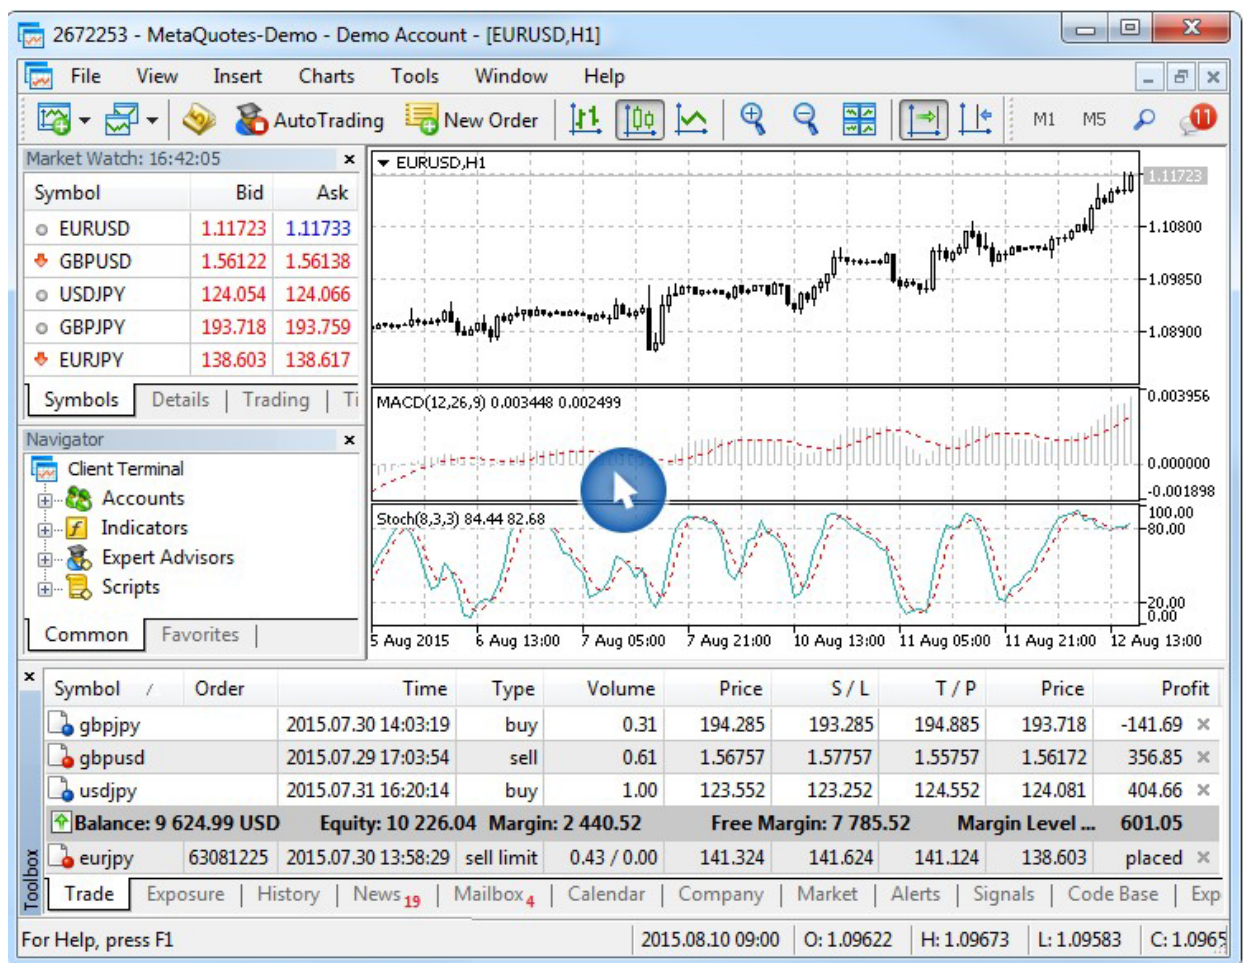 2672253 - MetaQuotes-Demo - Demo Account - [EURUSD,H1]
File View Insert Charts Tools Window Help
AutoTrading New Order M1 M5 11
Market Watch: 16:42:05
Symbol Bid Ask
EURUSD 1.11723 1.11733
GBPUSD 1.56122 1.56138
USDJPY 124.054 124.066
GBPJPY 193.718 193.759
EURJPY 138.603 138.617
Symbols Details Trading Ti
Navigator
Client Terminal
Accounts
Indicators
Expert Advisors
Scripts
Common Favorites
EURUSD,H1
1.11723
1.10800
1.09850
1.08900
MACD(12,26,9) 0.003448 0.002499
0.003956
0.000000
-0.001898
Stoch(8,3,3) 84.44 82.68
100.00
80.00
20.00
0.00
5 Aug 2015 6 Aug 13:00 7 Aug 05:00 7 Aug 21:00 10 Aug 13:00 11 Aug 05:00 11 Aug 21:00 12 Aug 13:00
Symbol Order Time Type Volume Price S / L T / P Price Profit
gbpjpy 2015.07.30 14:03:19 buy 0.31 194.285 193.285 194.885 193.718 -141.69
gbpusd 2015.07.29 17:03:54 sell 0.61 1.56757 1.57757 1.55757 1.56172 356.85
usdjpy 2015.07.31 16:20:14 buy 1.00 123.552 123.252 124.552 124.081 404.66
Balance: 9 624.99 USD Equity: 10 226.04 Margin: 2 440.52 Free Margin: 7 785.52 Margin Level ... 601.05
eurjpy 63081225 2015.07.30 13:58:29 sell limit 0.43 / 0.00 141.324 141.624 141.124 138.603 placed
Toolbox
Trade Exposure History News 19 Mailbox 4 Calendar Company Market Alerts Signals Code Base Exp
For Help, press F1 2015.08.10 09:00 O: 1.09622 H: 1.09673 L: 1.09583 C: 1.0965